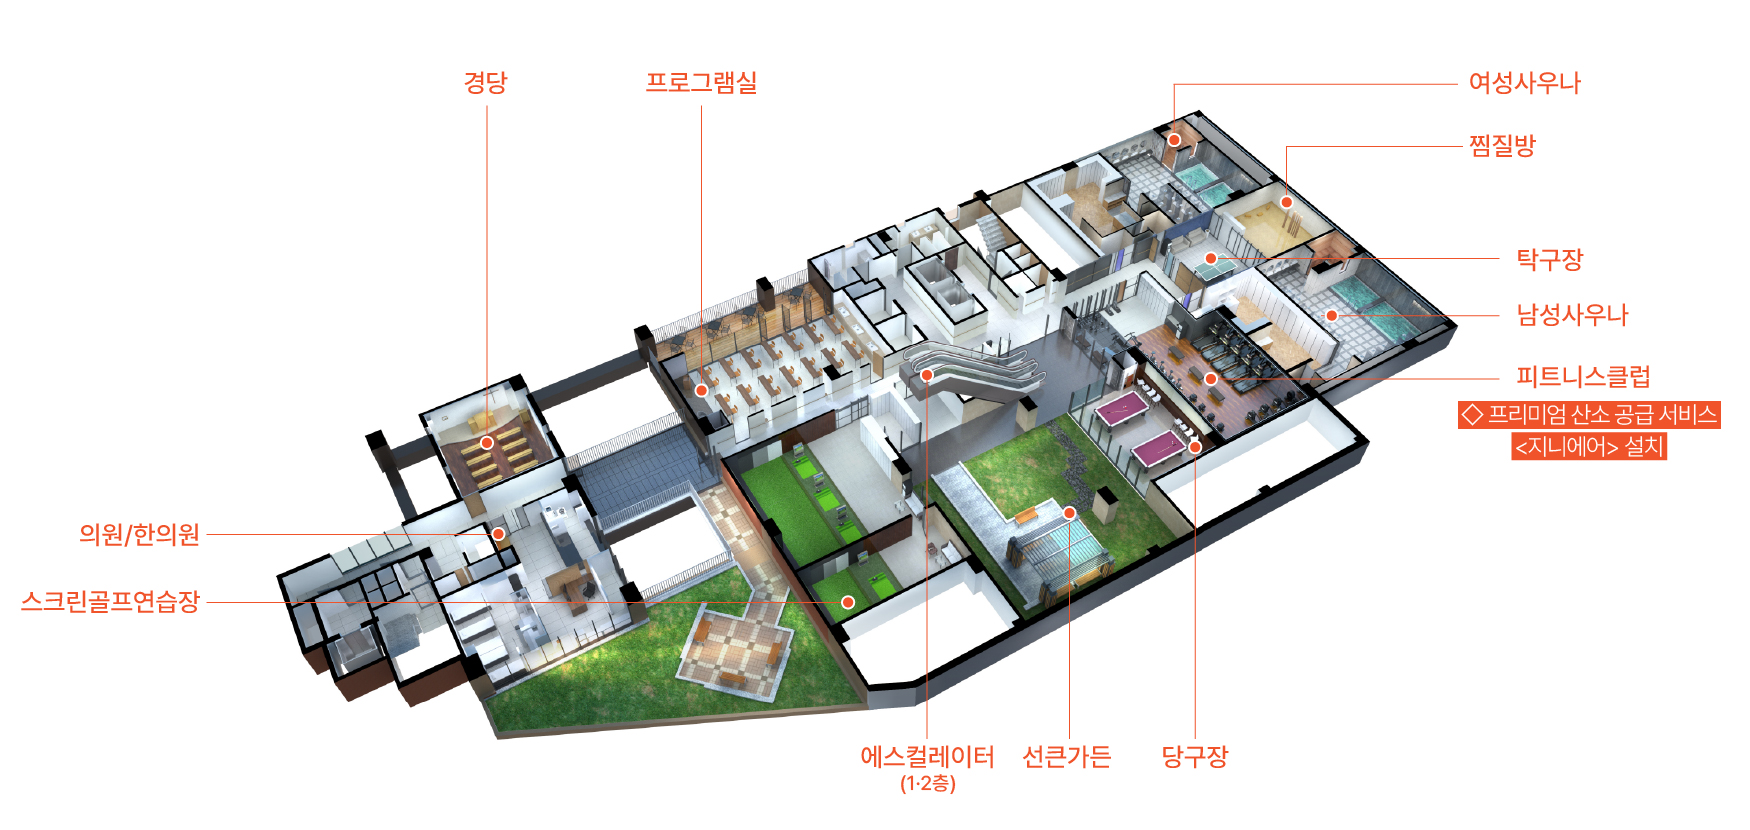 경당
프로그램실
여성사우나
찜질방
탁구장
남성사우나
피트니스클럽
◇ 프리미엄 산소 공급 서비스
<지니에어> 설치
의원/한의원
스크린골프연습장
에스컬레이터
(1·2층)
선큰가든
당구장